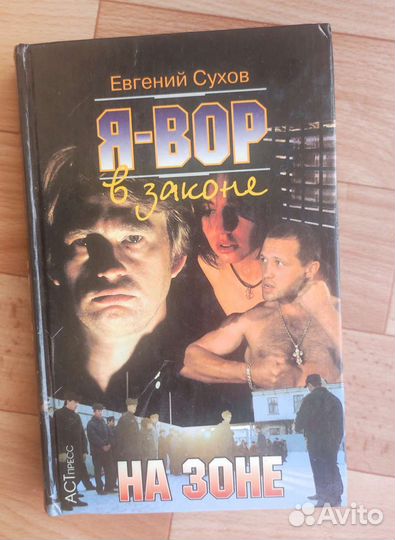 Евгений Сухов
Я-ВОР
в законе
АСТ ПРЕСС
НА ЗОНЕ
Avito